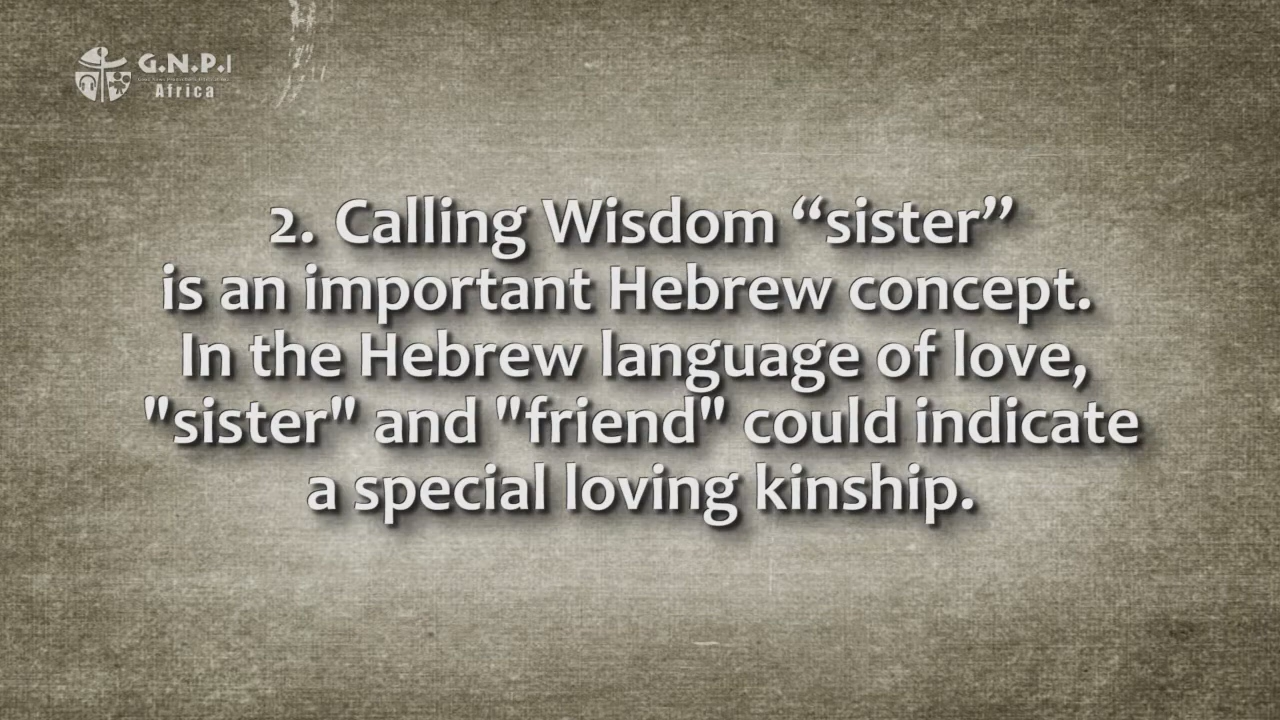 G.N.P.I
Africa
2. Calling Wisdom “sister”
is an important Hebrew concept.
In the Hebrew language of love,
"sister" and "friend" could indicate
a special loving kinship.